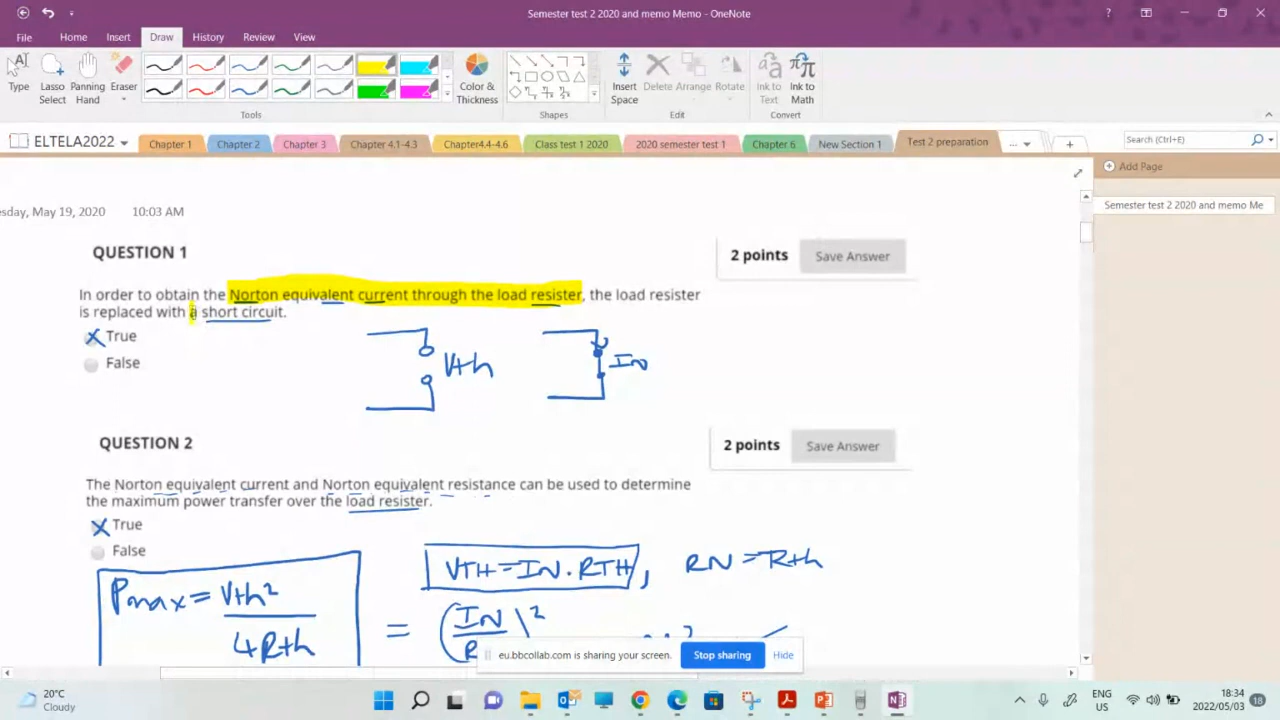 Semester test 2 2020 and memo Memo - OneNote
File Home Insert Draw History Review View
Type Lasso Select Panning Hand Eraser Color & Thickness Insert Space Delete Arrange Rotate Ink to Text Ink to Math
Tools Shapes Edit Convert
ELTELA2022 Chapter 1 Chapter 2 Chapter 3 Chapter 4.1-4.3 Chapter4.4-4.6 Class test 1 2020 2020 semester test 1 Chapter 6 New Section 1 Test 2 preparation ... + Search (Ctrl+E)
Add Page
Semester test 2 2020 and memo Me
esday, May 19, 2020 10:03 AM
QUESTION 1
2 points Save Answer
In order to obtain the Norton equivalent current through the load resister, the load resister
is replaced with a short circuit.
True
False
Vth
IN
QUESTION 2
2 points Save Answer
The Norton equivalent current and Norton equivalent resistance can be used to determine
the maximum power transfer over the load resister.
True
False
VTH = IN . RTH, RN = Rth
Pmax = Vth²
4Rth
= (IN
)²
eu.bbcollab.com is sharing your screen. Stop sharing Hide
20°C
Cloudy
ENG
US
18:34
2022/05/03
18